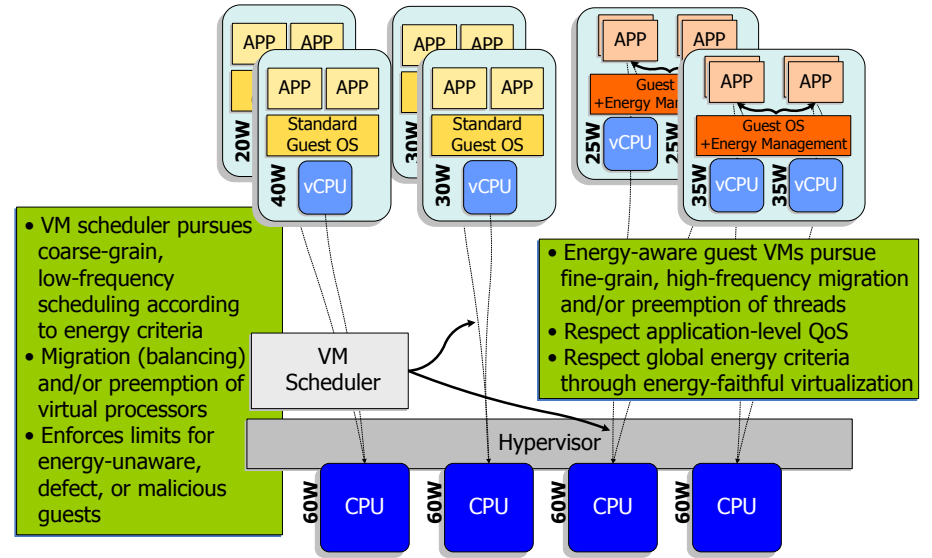 APP APP
APP APP
APP
APP
20W
30W
25W
25W
Guest
+Energy Man
vCPU
APP APP
Standard
Guest OS
vCPU
40W
APP APP
Standard
Guest OS
vCPU
30W
APP
APP
Guest OS
+Energy Management
35W
vCPU
35W
vCPU
• VM scheduler pursues
coarse-grain,
low-frequency
scheduling according
to energy criteria
• Migration (balancing)
and/or preemption of
virtual processors
• Enforces limits for
energy-unaware,
defect, or malicious
guests
• Energy-aware guest VMs pursue
fine-grain, high-frequency migration
and/or preemption of threads
• Respect application-level QoS
• Respect global energy criteria
through energy-faithful virtualization
VM
Scheduler
Hypervisor
60W
CPU
60W
CPU
60W
CPU
60W
CPU